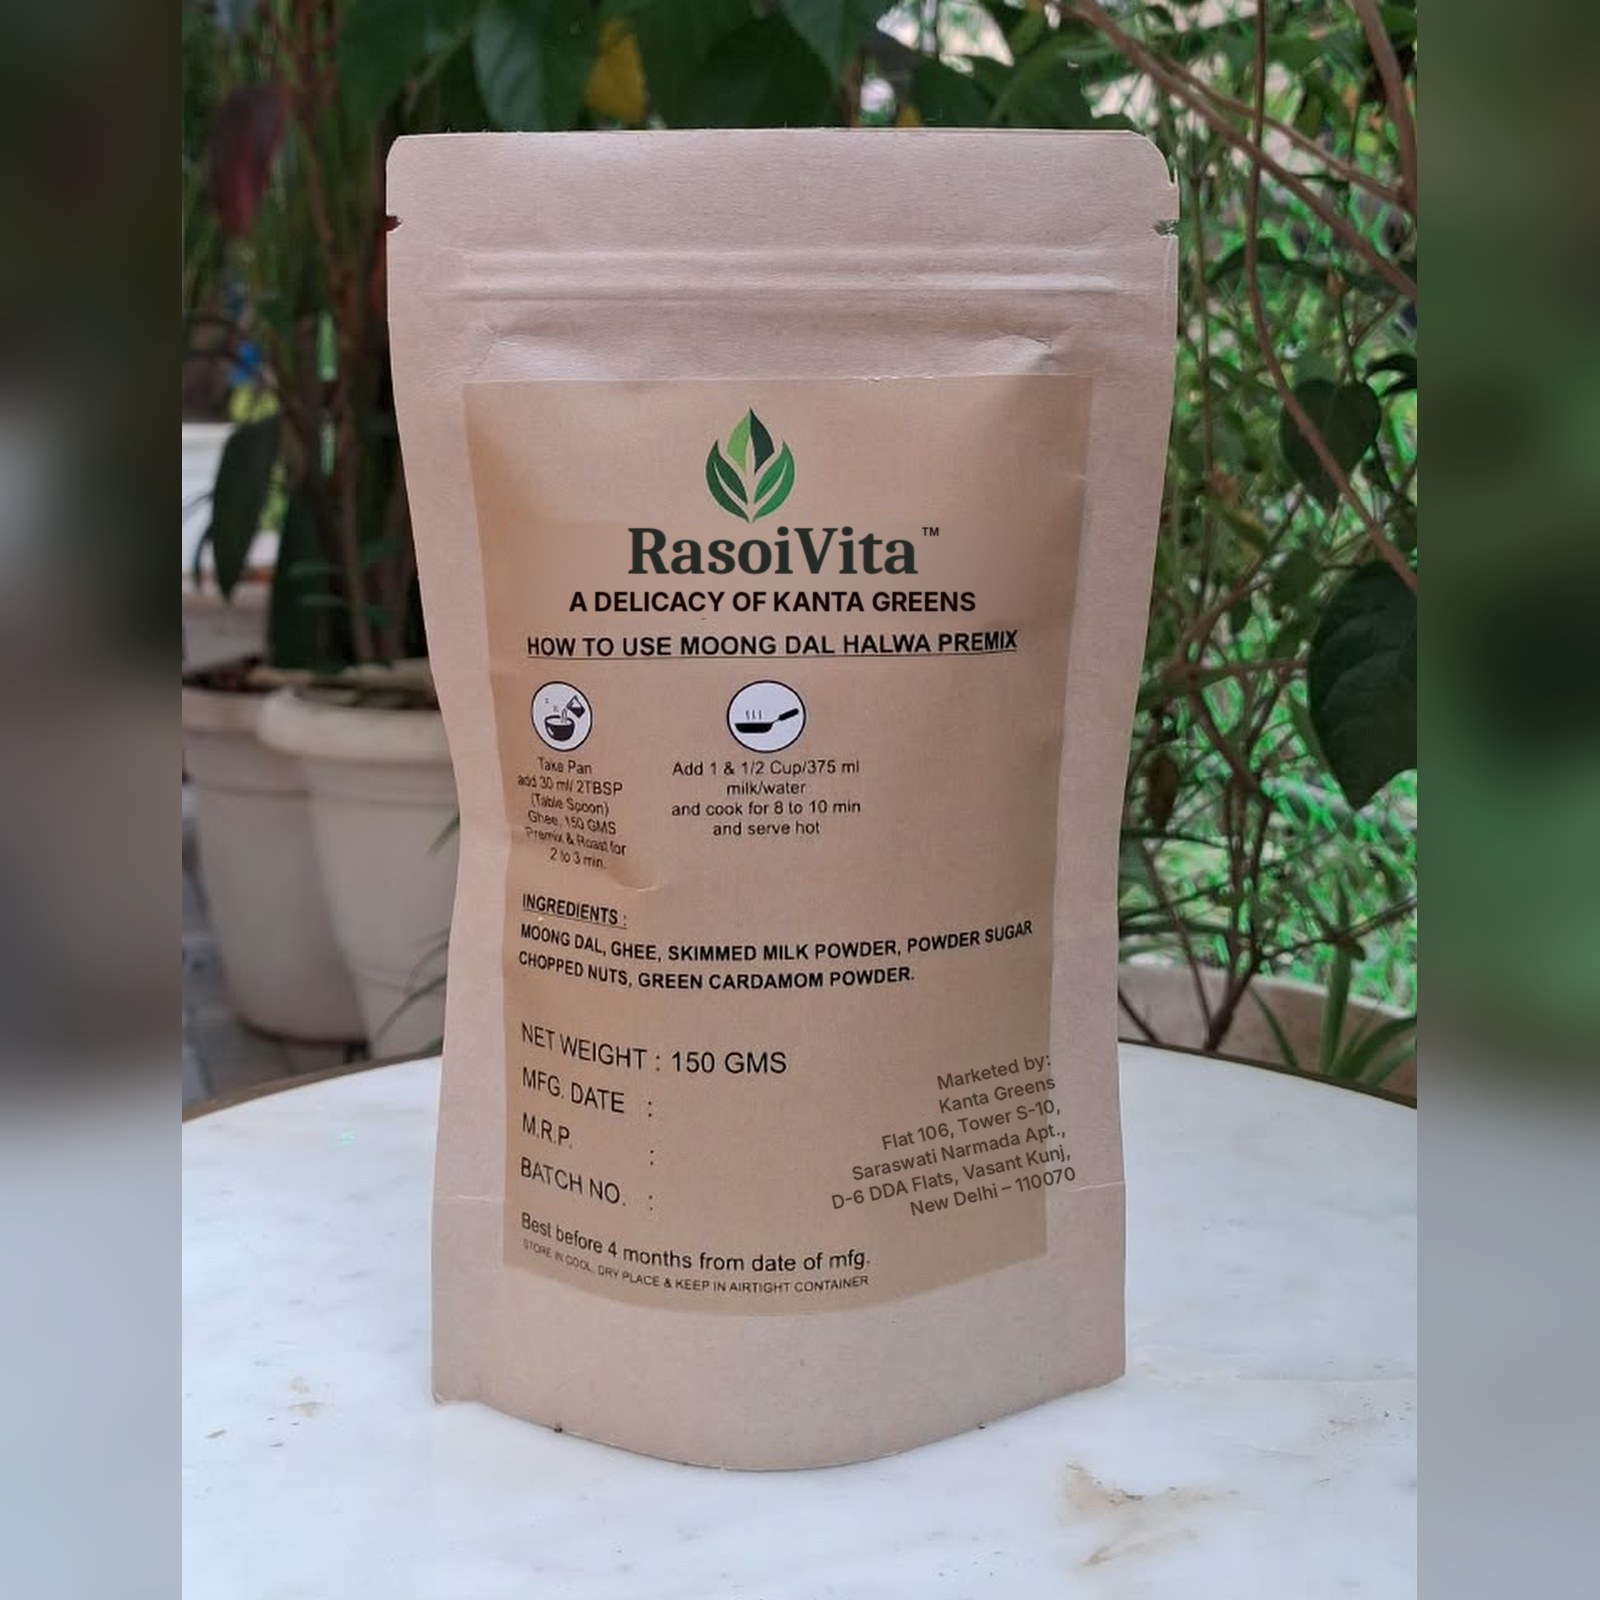 RasoiVita™
A DELICACY OF KANTA GREENS
HOW TO USE MOONG DAL HALWA PREMIX
Take Pan
add 30 ml/ 2TBSP
(Table Spoon)
Ghee, 150 GMS
Premix & Roast for
2 to 3 min.
Add 1 & 1/2 Cup/375 ml
milk/water
and cook for 8 to 10 min
and serve hot
INGREDIENTS :
MOONG DAL, GHEE, SKIMMED MILK POWDER, POWDER SUGAR
CHOPPED NUTS, GREEN CARDAMOM POWDER.
NET WEIGHT : 150 GMS
MFG. DATE :
M.R.P. :
BATCH NO. :
Marketed by:
Kanta Greens
Flat 106, Tower S-10,
Saraswati Narmada Apt.,
D-6 DDA Flats, Vasant Kunj,
New Delhi – 110070
Best before 4 months from date of mfg.
STORE IN COOL, DRY PLACE & KEEP IN AIRTIGHT CONTAINER